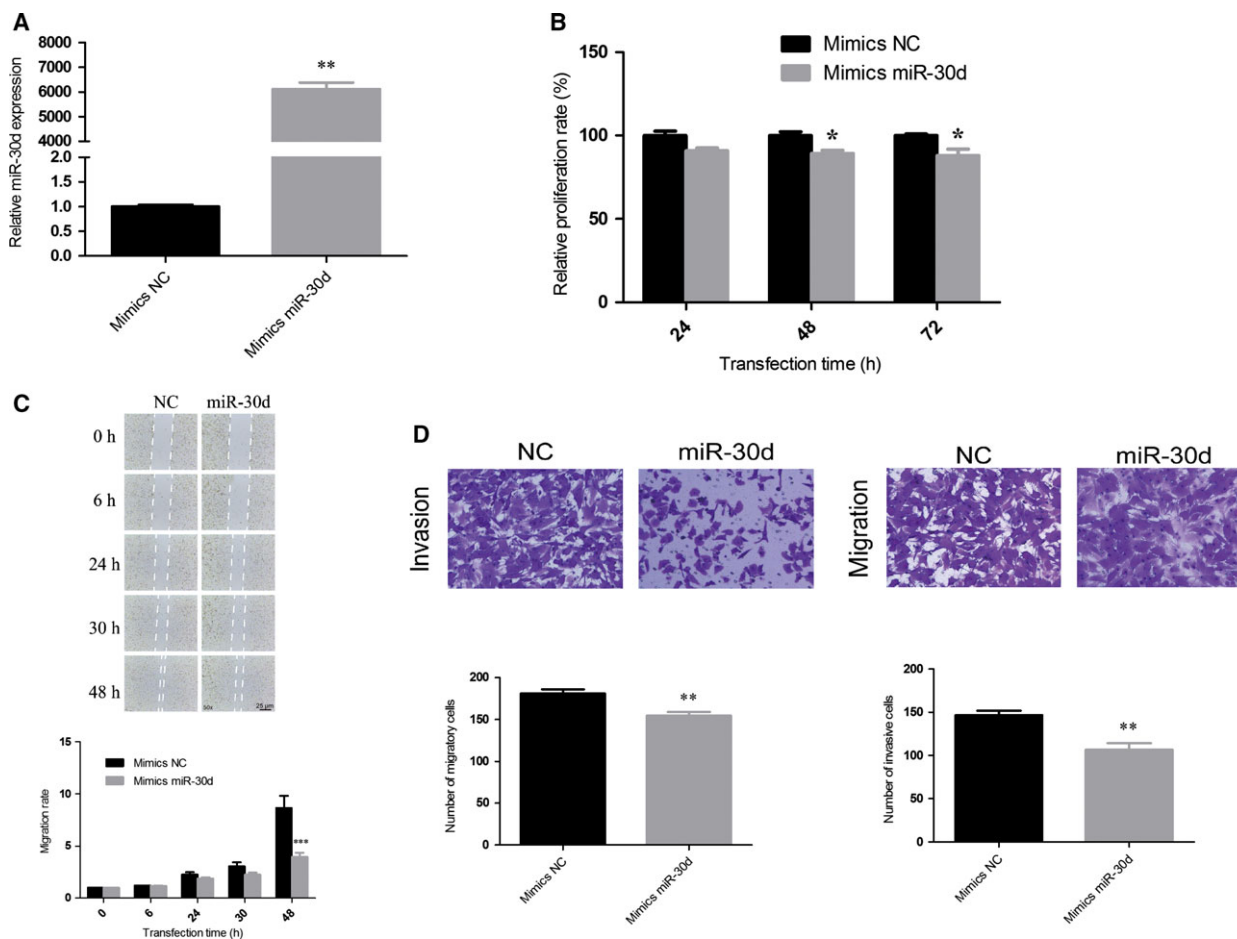 A
Relative miR-30d expression
8000
7000
6000
5000
4000
2.0
1.5
1.0
0.5
0.0
**
Mimics NC
Mimics miR-30d
B
Mimics NC
Mimics miR-30d
Relative proliferation rate (%)
150
100
50
0
*
*
24
48
72
Transfection time (h)
C
NC
miR-30d
0 h
6 h
24 h
30 h
48 h
50x
25 µm
Mimics NC
Mimics miR-30d
Migration rate
15
10
5
0
***
0
6
24
30
48
Transfection time (h)
D
NC
miR-30d
Invasion
NC
miR-30d
Migration
Number of migratory cells
200
150
100
50
0
**
Mimics NC
Mimics miR-30d
Number of invasive cells
200
150
100
50
0
**
Mimics NC
Mimics miR-30d